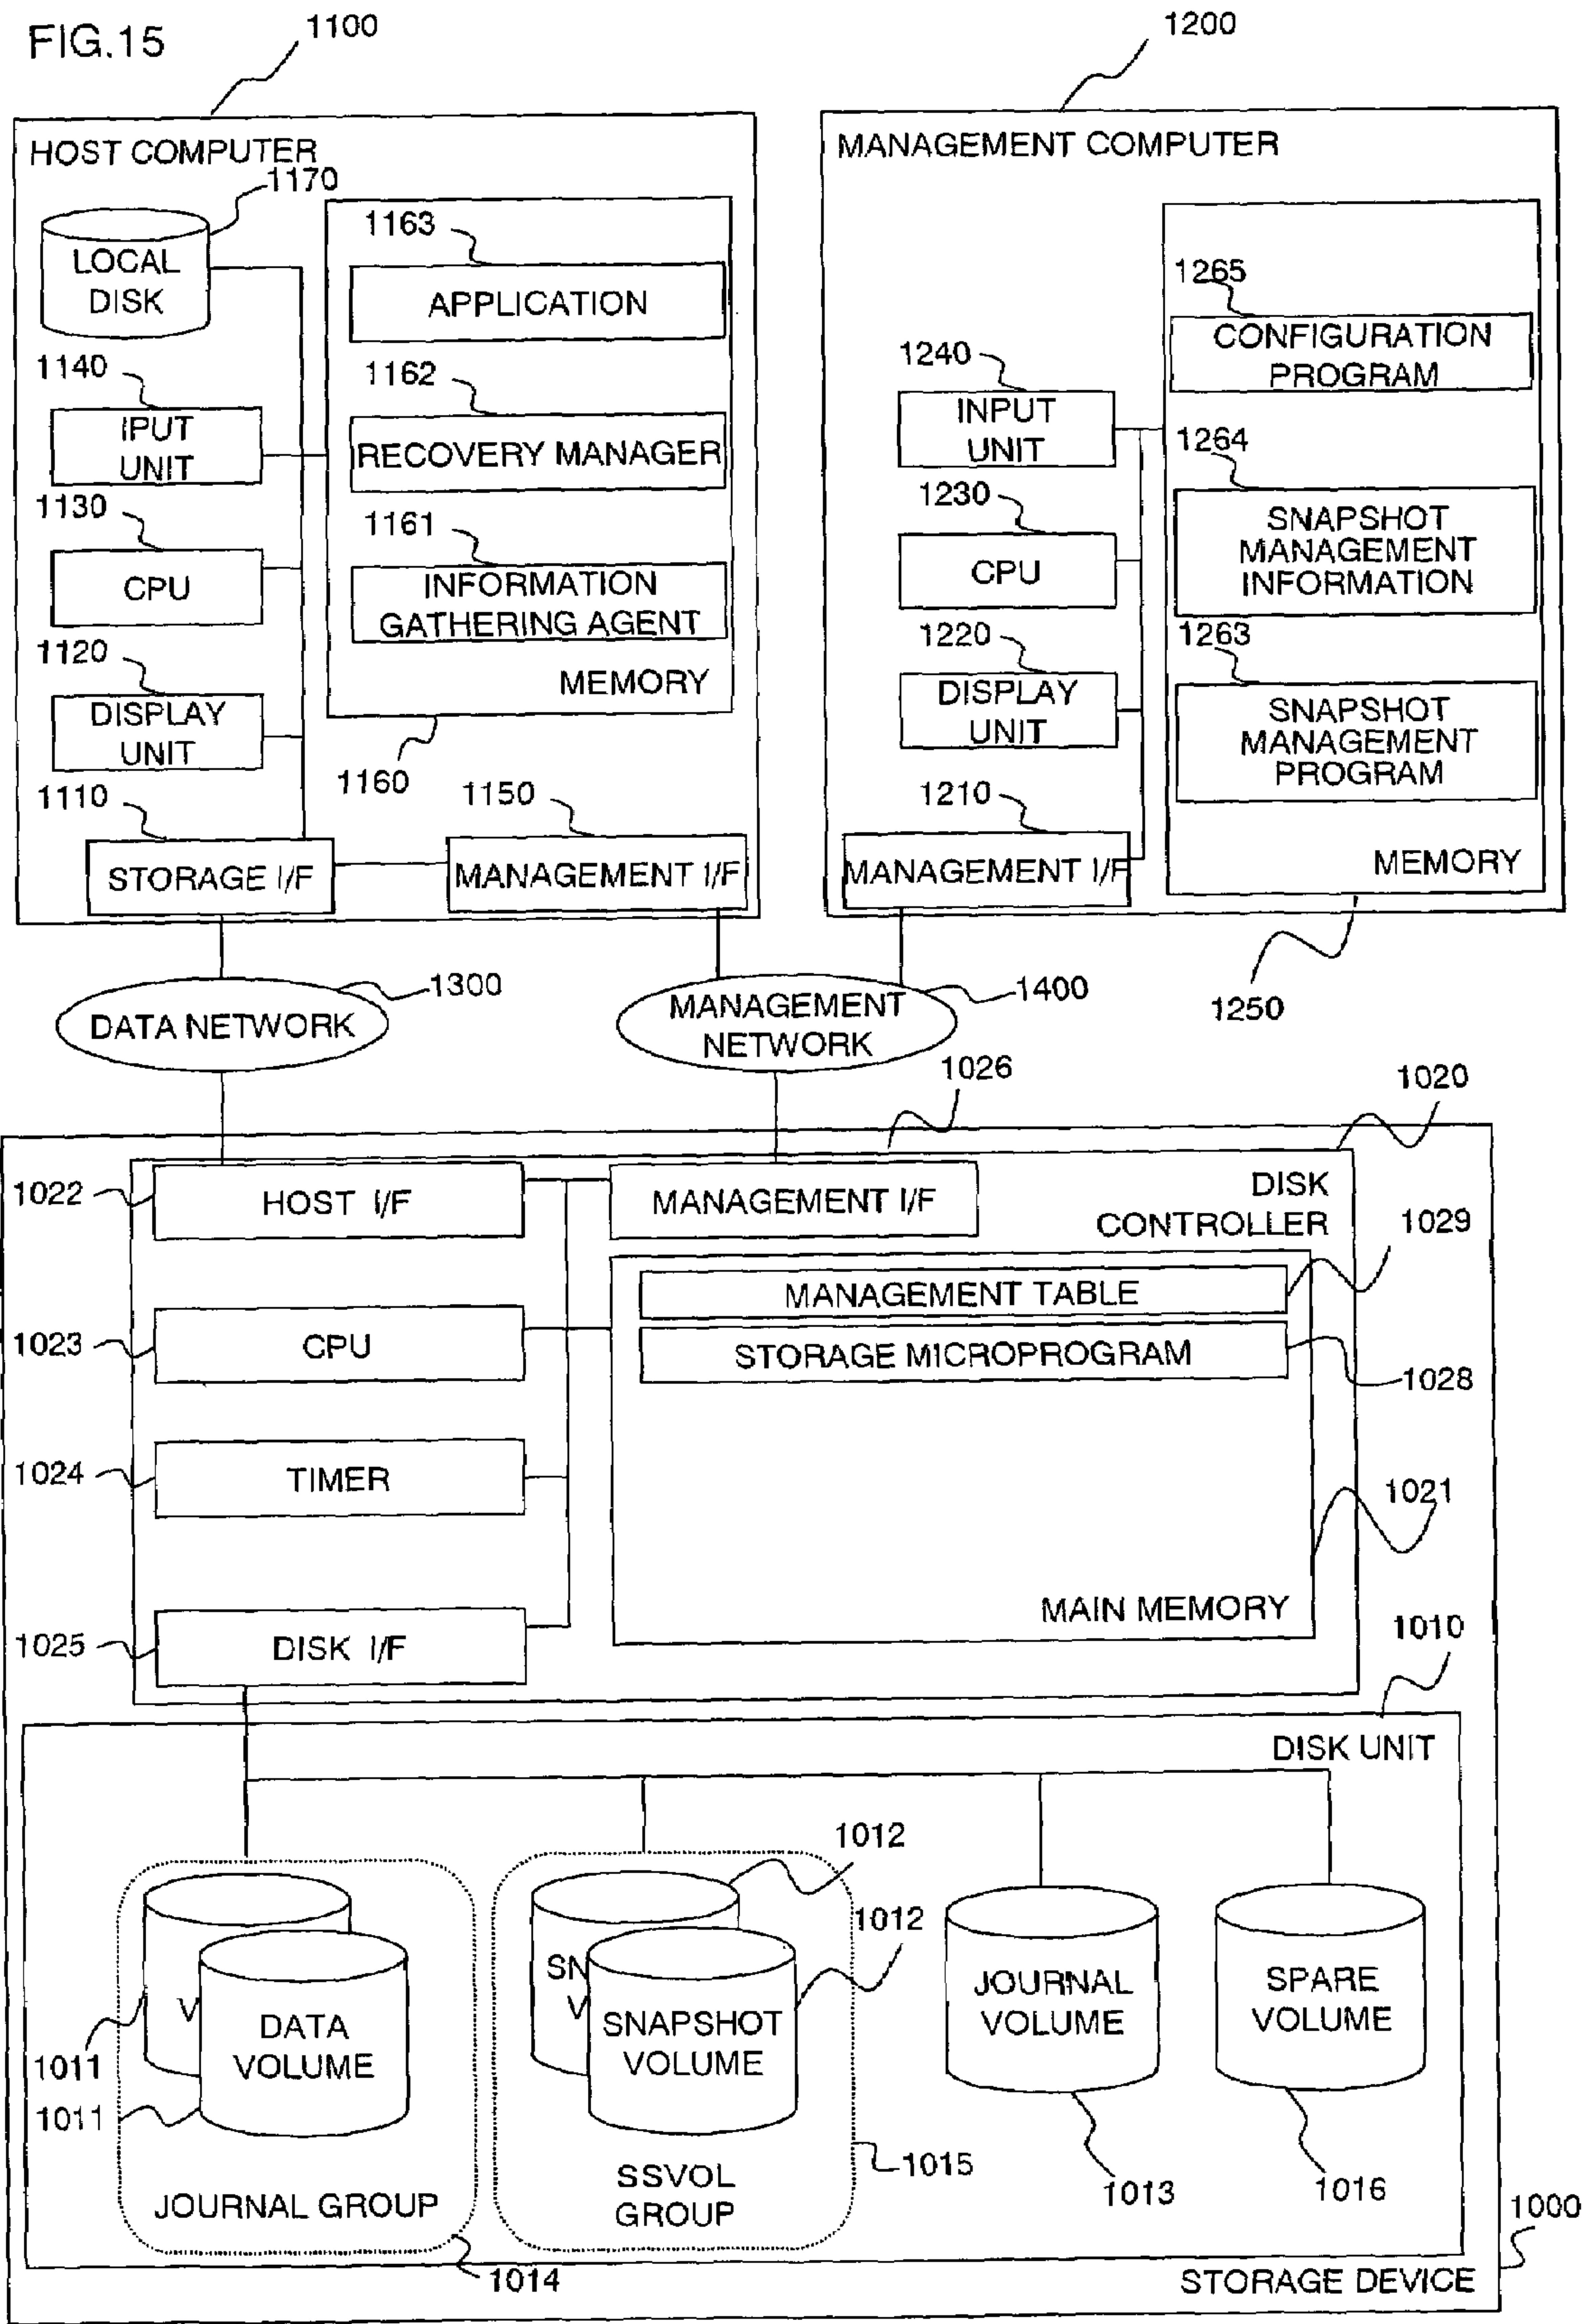 FIG.15
1100
1200
HOST COMPUTER
1170
LOCAL
DISK
1163
APPLICATION
1140
IPUT
UNIT
1162
RECOVERY MANAGER
1130
CPU
1161
INFORMATION
GATHERING AGENT
1120
DISPLAY
UNIT
MEMORY
1160
1110
STORAGE I/F
1150
MANAGEMENT I/F
MANAGEMENT COMPUTER
1265
CONFIGURATION
PROGRAM
1240
INPUT
UNIT
1264
SNAPSHOT
MANAGEMENT
INFORMATION
1230
CPU
1263
SNAPSHOT
MANAGEMENT
PROGRAM
1220
DISPLAY
UNIT
1210
MANAGEMENT I/F
MEMORY
1250
1300
DATA NETWORK
1400
MANAGEMENT
NETWORK
1026
1020
1022
HOST I/F
MANAGEMENT I/F
DISK
CONTROLLER
1029
MANAGEMENT TABLE
1023
CPU
STORAGE MICROPROGRAM
1028
1024
TIMER
1021
MAIN MEMORY
1025
DISK I/F
1010
DISK UNIT
1012
1012
V
DATA
VOLUME
1011
1011
SN
V
SNAPSHOT
VOLUME
JOURNAL
VOLUME
SPARE
VOLUME
1015
1013
1016
JOURNAL GROUP
SSVOL
GROUP
1014
1000
STORAGE DEVICE